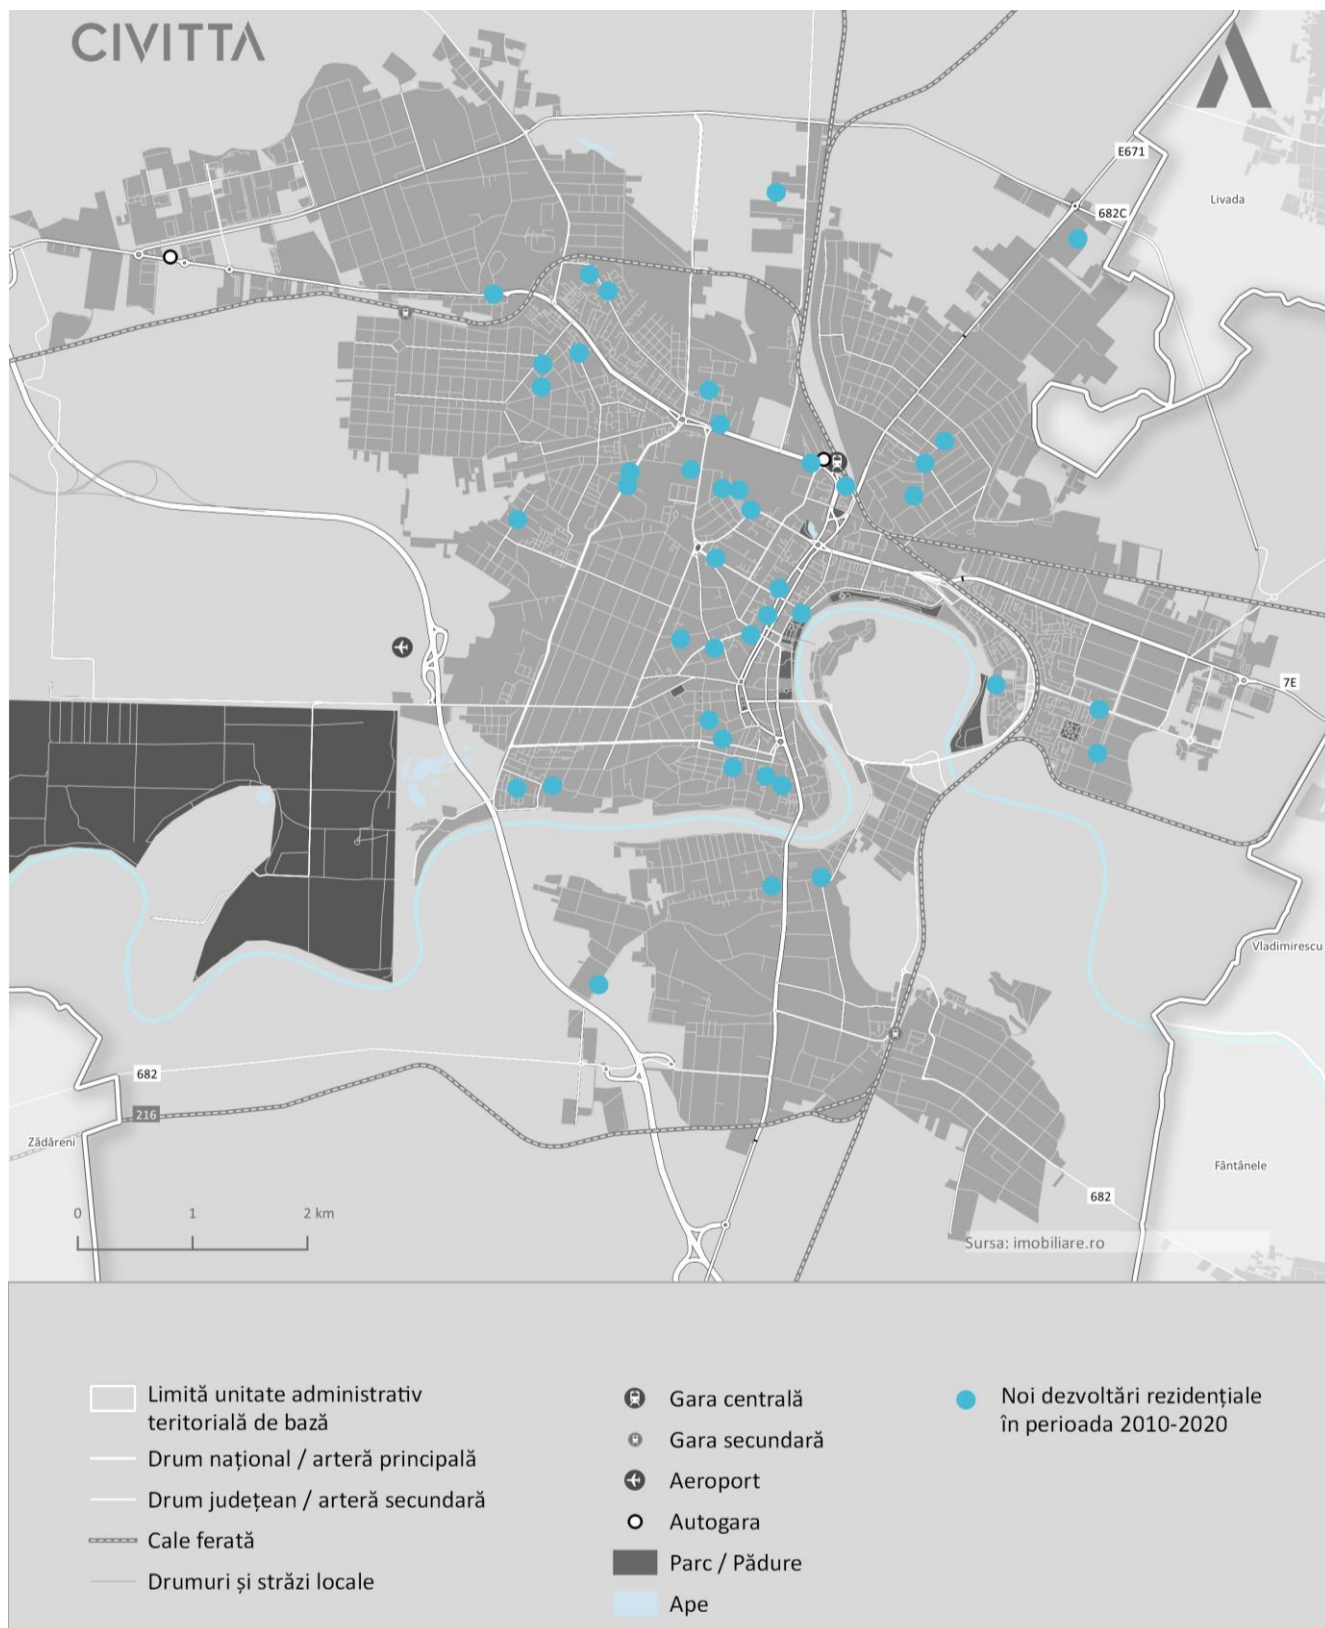 CIVITTA
E671
Livada
682C
7E
Vladimirescu
682
216
Zădăreni
Fântânele
682
0 1 2 km
Sursa: imobiliare.ro
Limită unitate administrativ
teritorială de bază
Drum național / arteră principală
Drum județean / arteră secundară
Cale ferată
Drumuri și străzi locale
Gara centrală
Gara secundară
Aeroport
Autogara
Parc / Pădure
Ape
Noi dezvoltări rezidențiale
în perioada 2010-2020